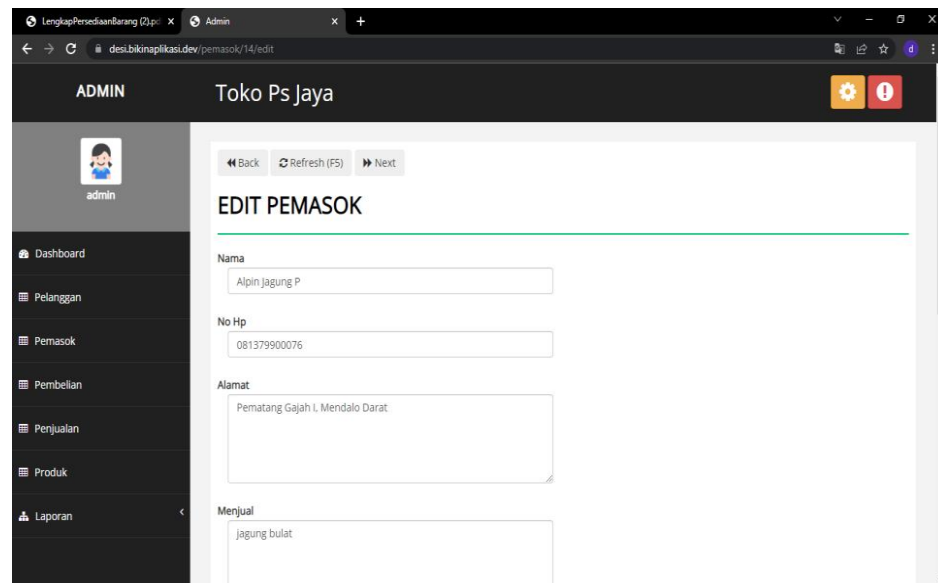 LengkapPersediaanBarang (2).pd
Admin
desi.bikinaplikasi.dev/pemasok/14/edit
d
ADMIN
Toko Ps Jaya
admin
Back
Refresh (F5)
Next
EDIT PEMASOK
Dashboard
Pelanggan
Pemasok
Pembelian
Penjualan
Produk
Laporan
Nama
Alpin Jagung P
No Hp
081379900076
Alamat
Pematang Gajah I, Mendalo Darat
Menjual
jagung bulat